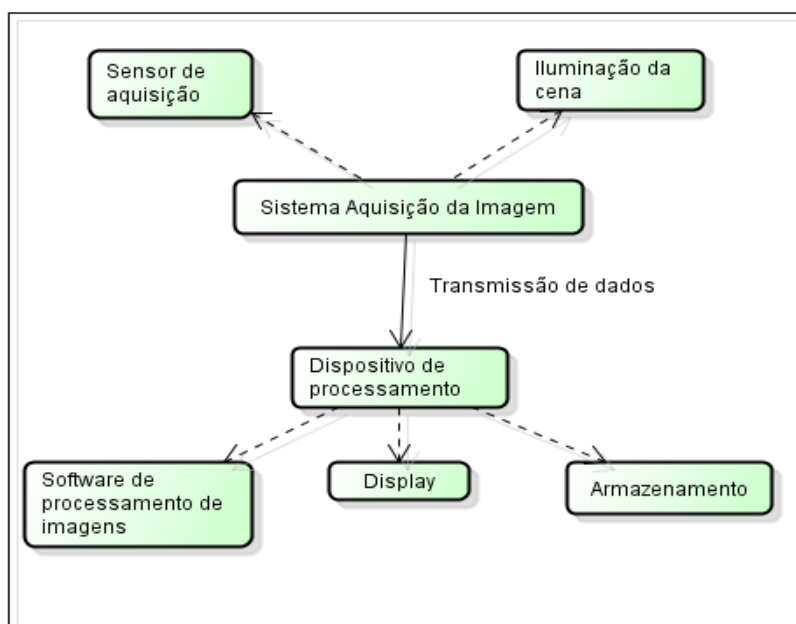 Sensor de
aquisição
Iluminação da
cena
Sistema Aquisição da Imagem
Transmissão de dados
Dispositivo de
processamento
Software de
processamento de
imagens
Display
Armazenamento